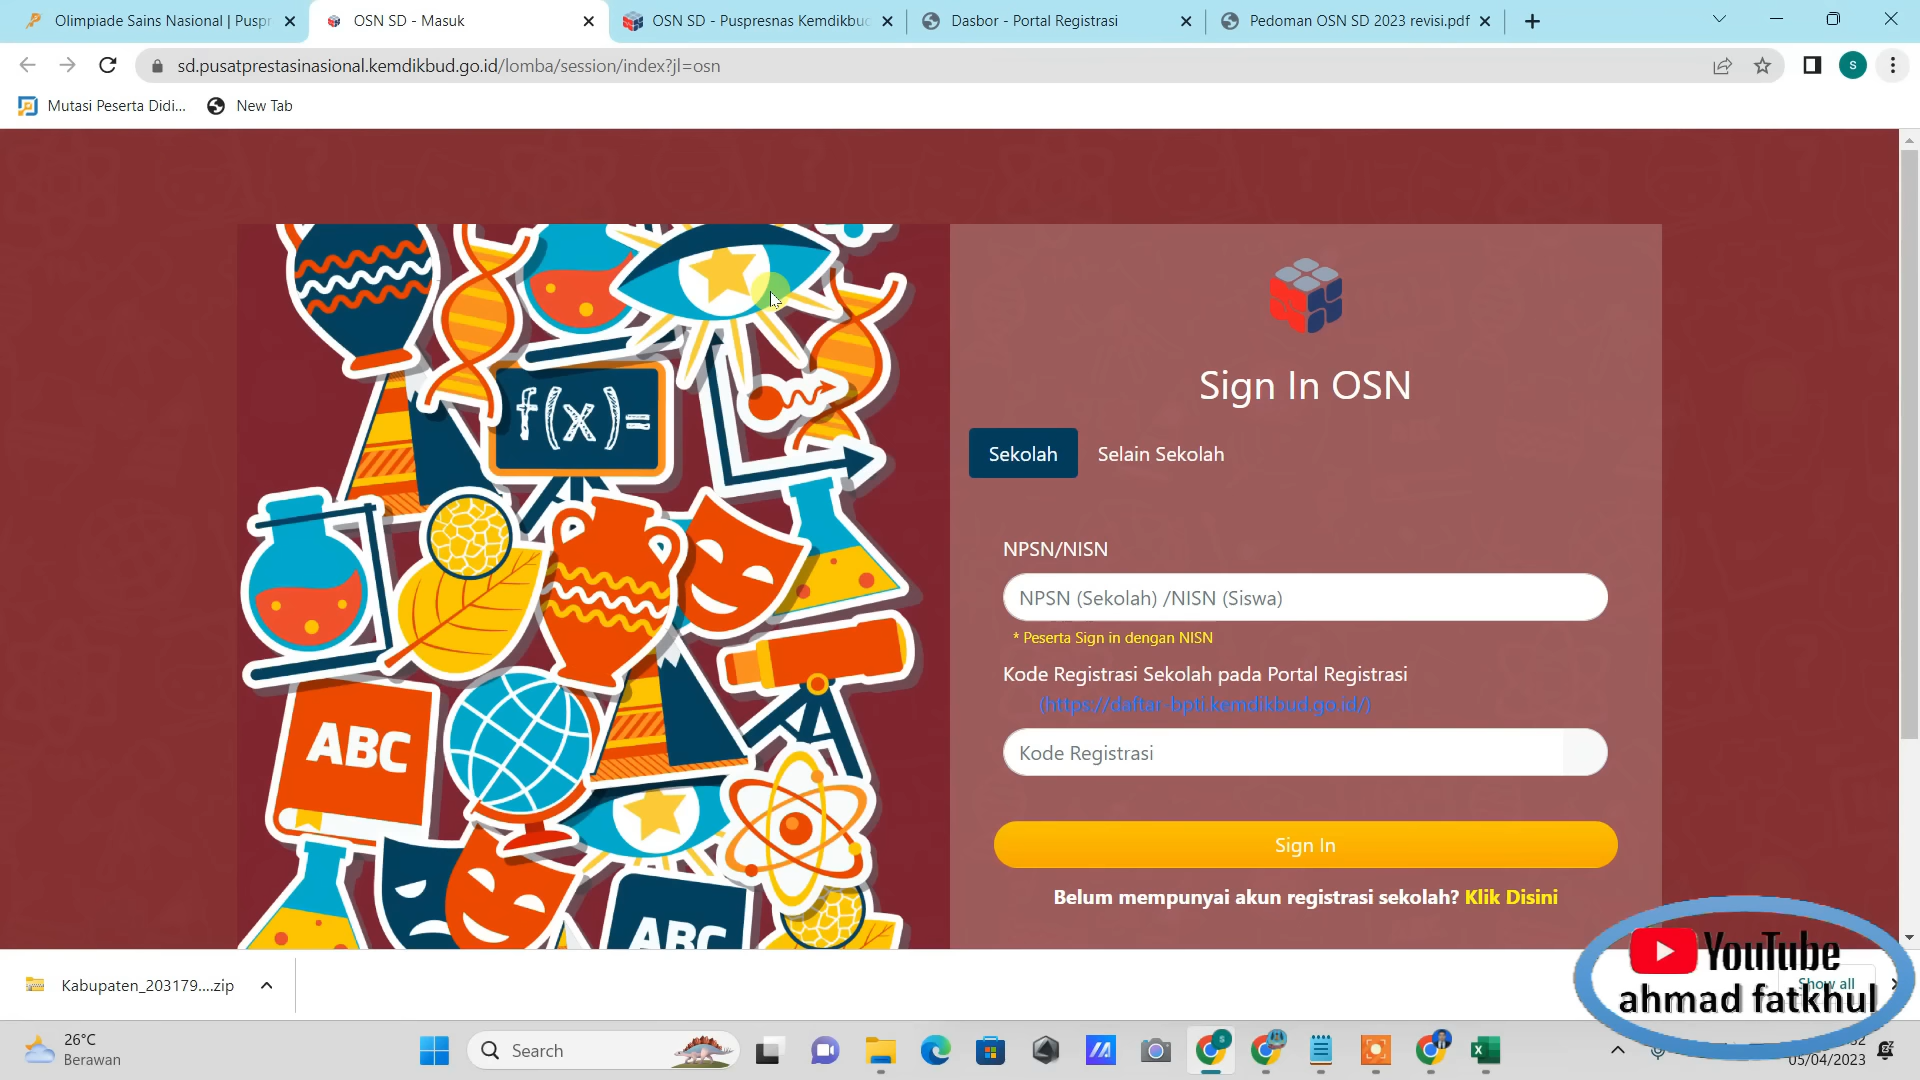 Olimpiade Sains Nasional | Puspr
OSN SD - Masuk
OSN SD - Puspresnas Kemdikbud
Dasbor - Portal Registrasi
Pedoman OSN SD 2023 revisi.pdf
sd.pusatprestasinasional.kemdikbud.go.id/lomba/session/index?jl=osn
S
Mutasi Peserta Didi...
New Tab
f(x)=
ABC
ABC
Sign In OSN
Sekolah
Selain Sekolah
NPSN/NISN
NPSN (Sekolah) /NISN (Siswa)
* Peserta Sign in dengan NISN
Kode Registrasi Sekolah pada Portal Registrasi
(https://daftar-bpti.kemdikbud.go.id/)
Kode Registrasi
Sign In
Belum mempunyai akun registrasi sekolah? Klik Disini
Kabupaten_203179....zip
Show all
YouTube
ahmad fatkhul
26°C
Berawan
Search
05/04/2023